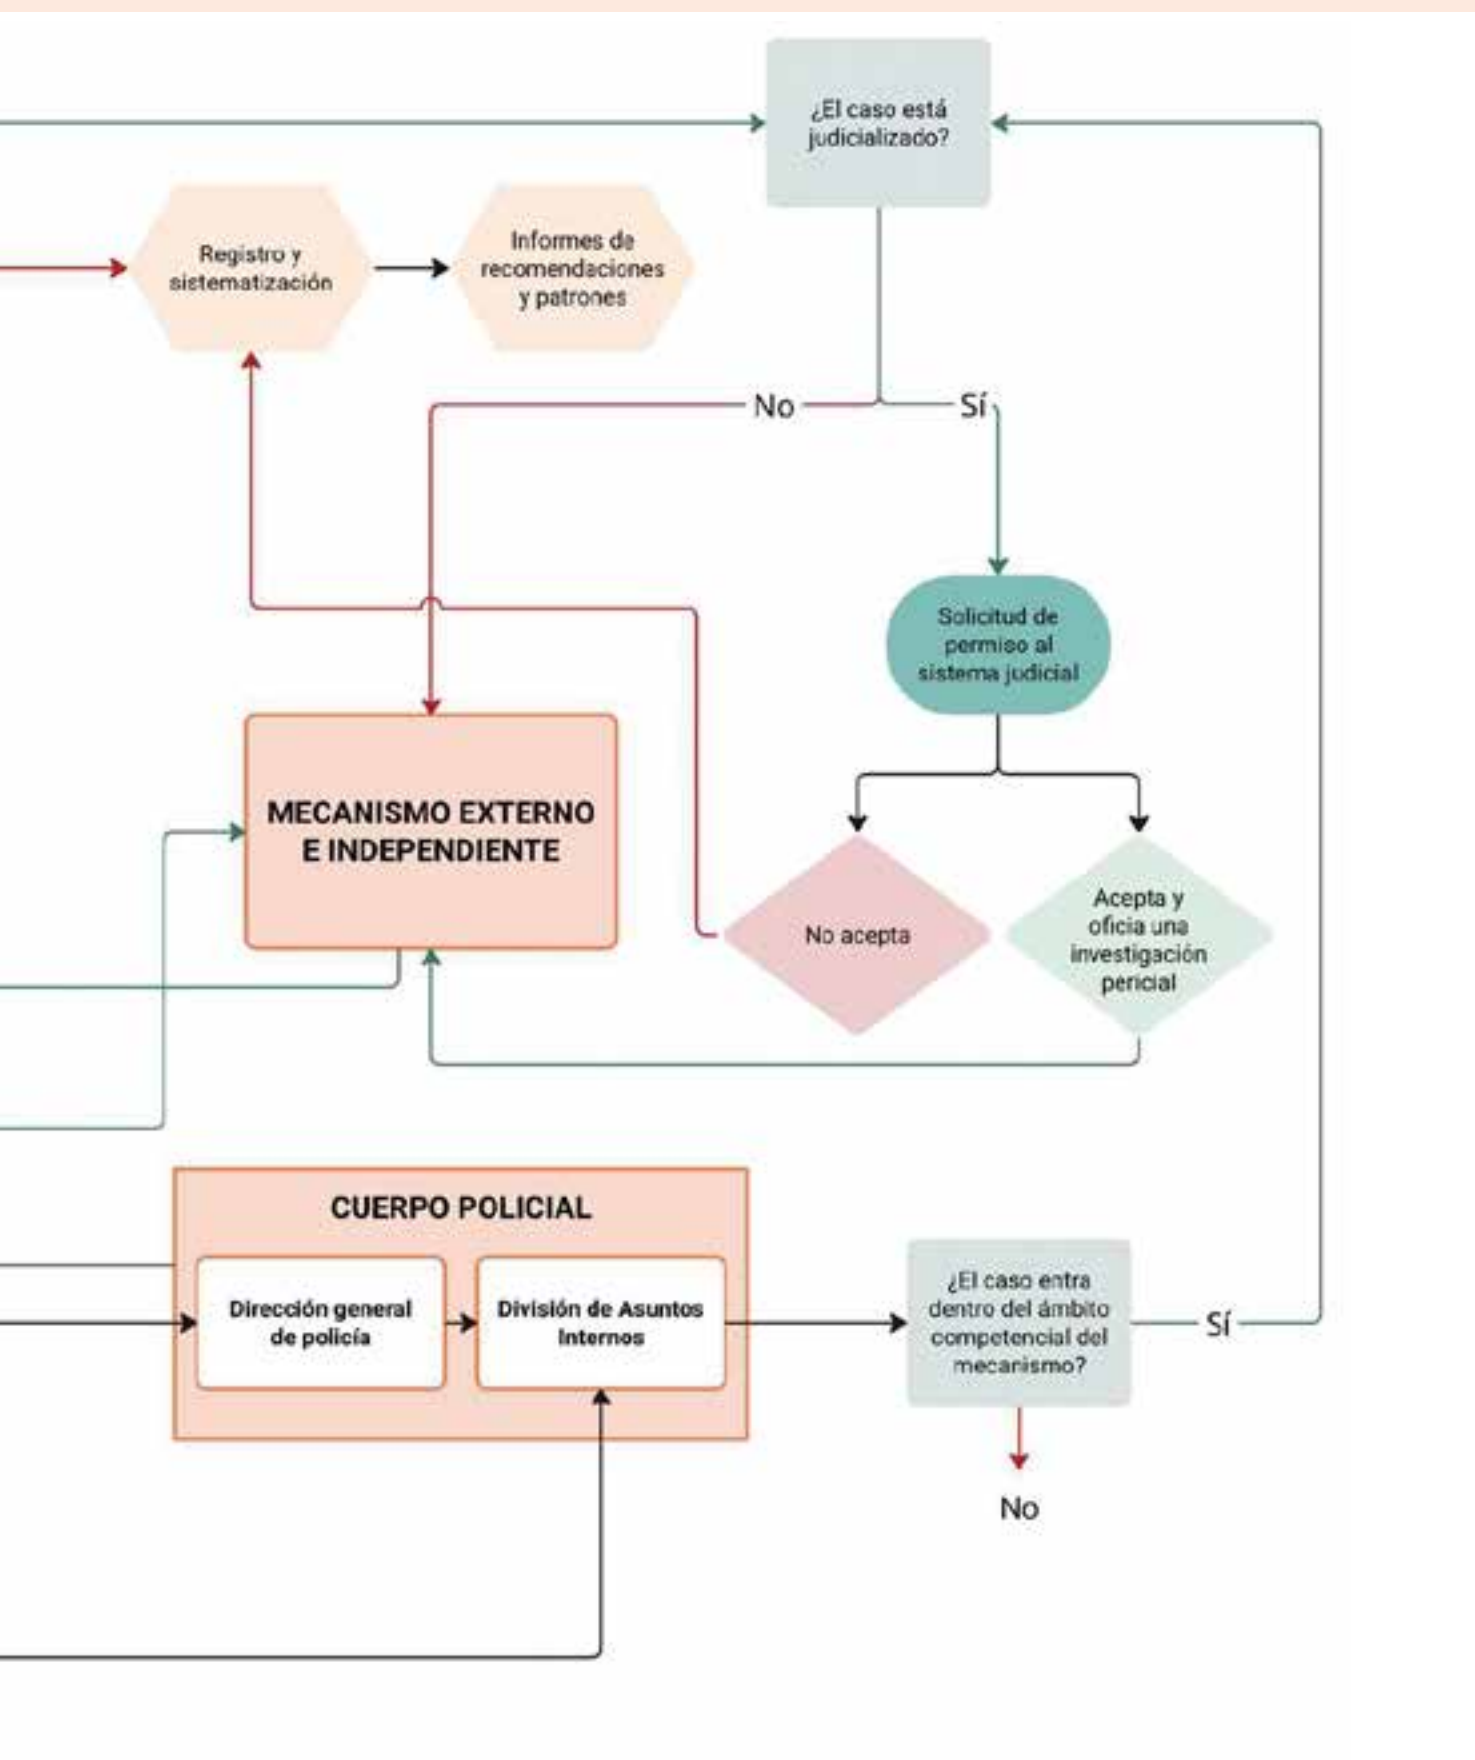 ¿El caso está
judicializado?
Registro y
sistematización
Informes de
recomendaciones
y patrones
No
Sí
Solicitud de
permiso al
sistema judicial
MECANISMO EXTERNO
E INDEPENDIENTE
No acepta
Acepta y
oficia una
investigación
pericial
CUERPO POLICIAL
Dirección general
de policía
División de Asuntos
Internos
¿El caso entra
dentro del ámbito
competencial del
mecanismo?
Sí
No